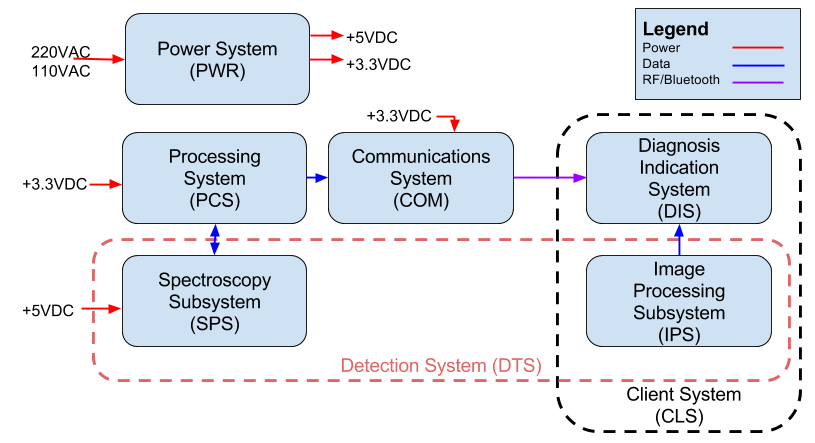 Power System
(PWR)
220VAC
110VAC
+5VDC
+3.3VDC
Legend
Power
Data
RF/Bluetooth
+3.3VDC
Processing
System
(PCS)
+3.3VDC
Communications
System
(COM)
Diagnosis
Indication
System
(DIS)
+5VDC
Spectroscopy
Subsystem
(SPS)
Image
Processing
Subsystem
(IPS)
Detection System (DTS)
Client System
(CLS)